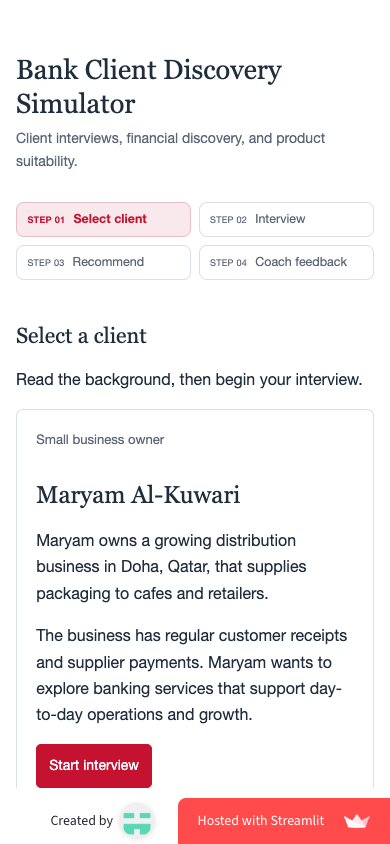 Bank Client Discovery
Simulator
Client interviews, financial discovery, and product
suitability.
STEP 01 Select client
STEP 02 Interview
STEP 03 Recommend
STEP 04 Coach feedback
Select a client
Read the background, then begin your interview.
Small business owner
Maryam Al-Kuwari
Maryam owns a growing distribution
business in Doha, Qatar, that supplies
packaging to cafes and retailers.
The business has regular customer receipts
and supplier payments. Maryam wants to
explore banking services that support day-
to-day operations and growth.
Start interview
Created by
Hosted with Streamlit